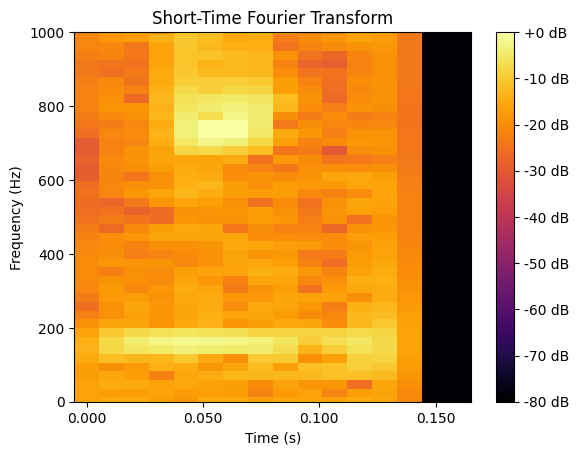 Short-Time Fourier Transform
1000
800
600
400
200
0
Frequency (Hz)
0.000
0.050
0.100
0.150
Time (s)
+0 dB
-10 dB
-20 dB
-30 dB
-40 dB
-50 dB
-60 dB
-70 dB
-80 dB